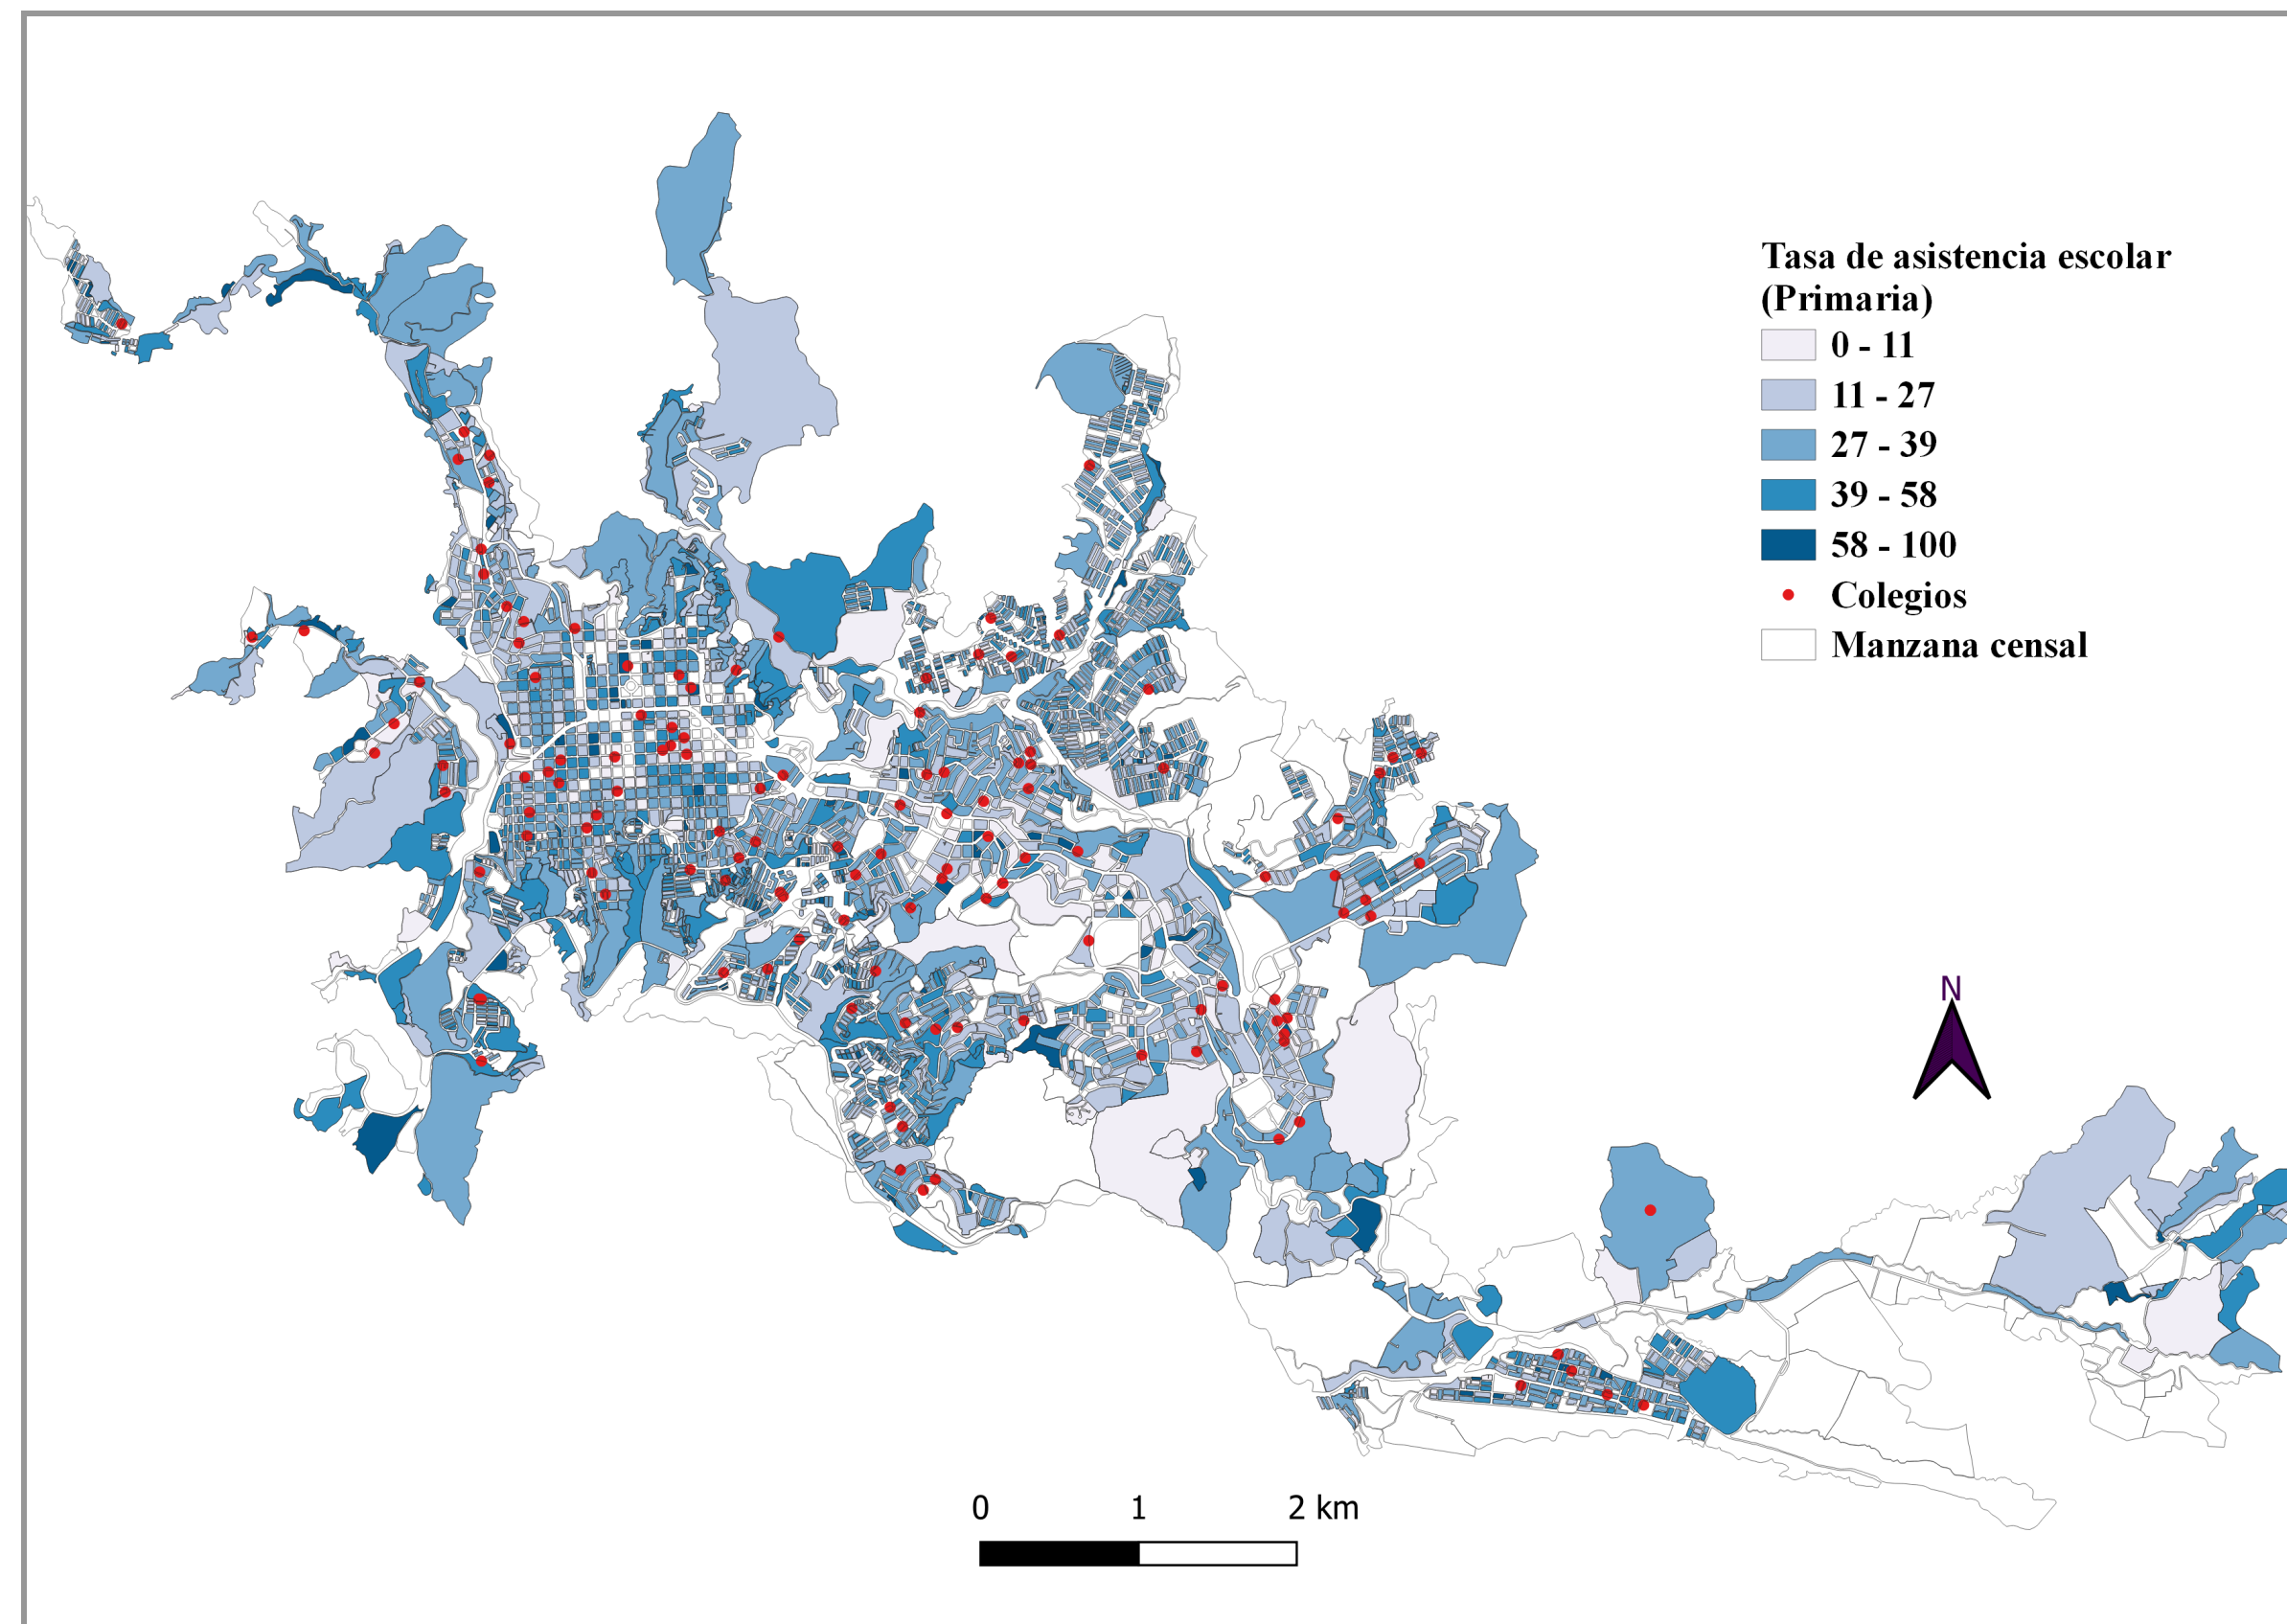 Tasa de asistencia escolar
(Primaria)
0 - 11
11 - 27
27 - 39
39 - 58
58 - 100
Colegios
Manzana censal
N
0 1 2 km